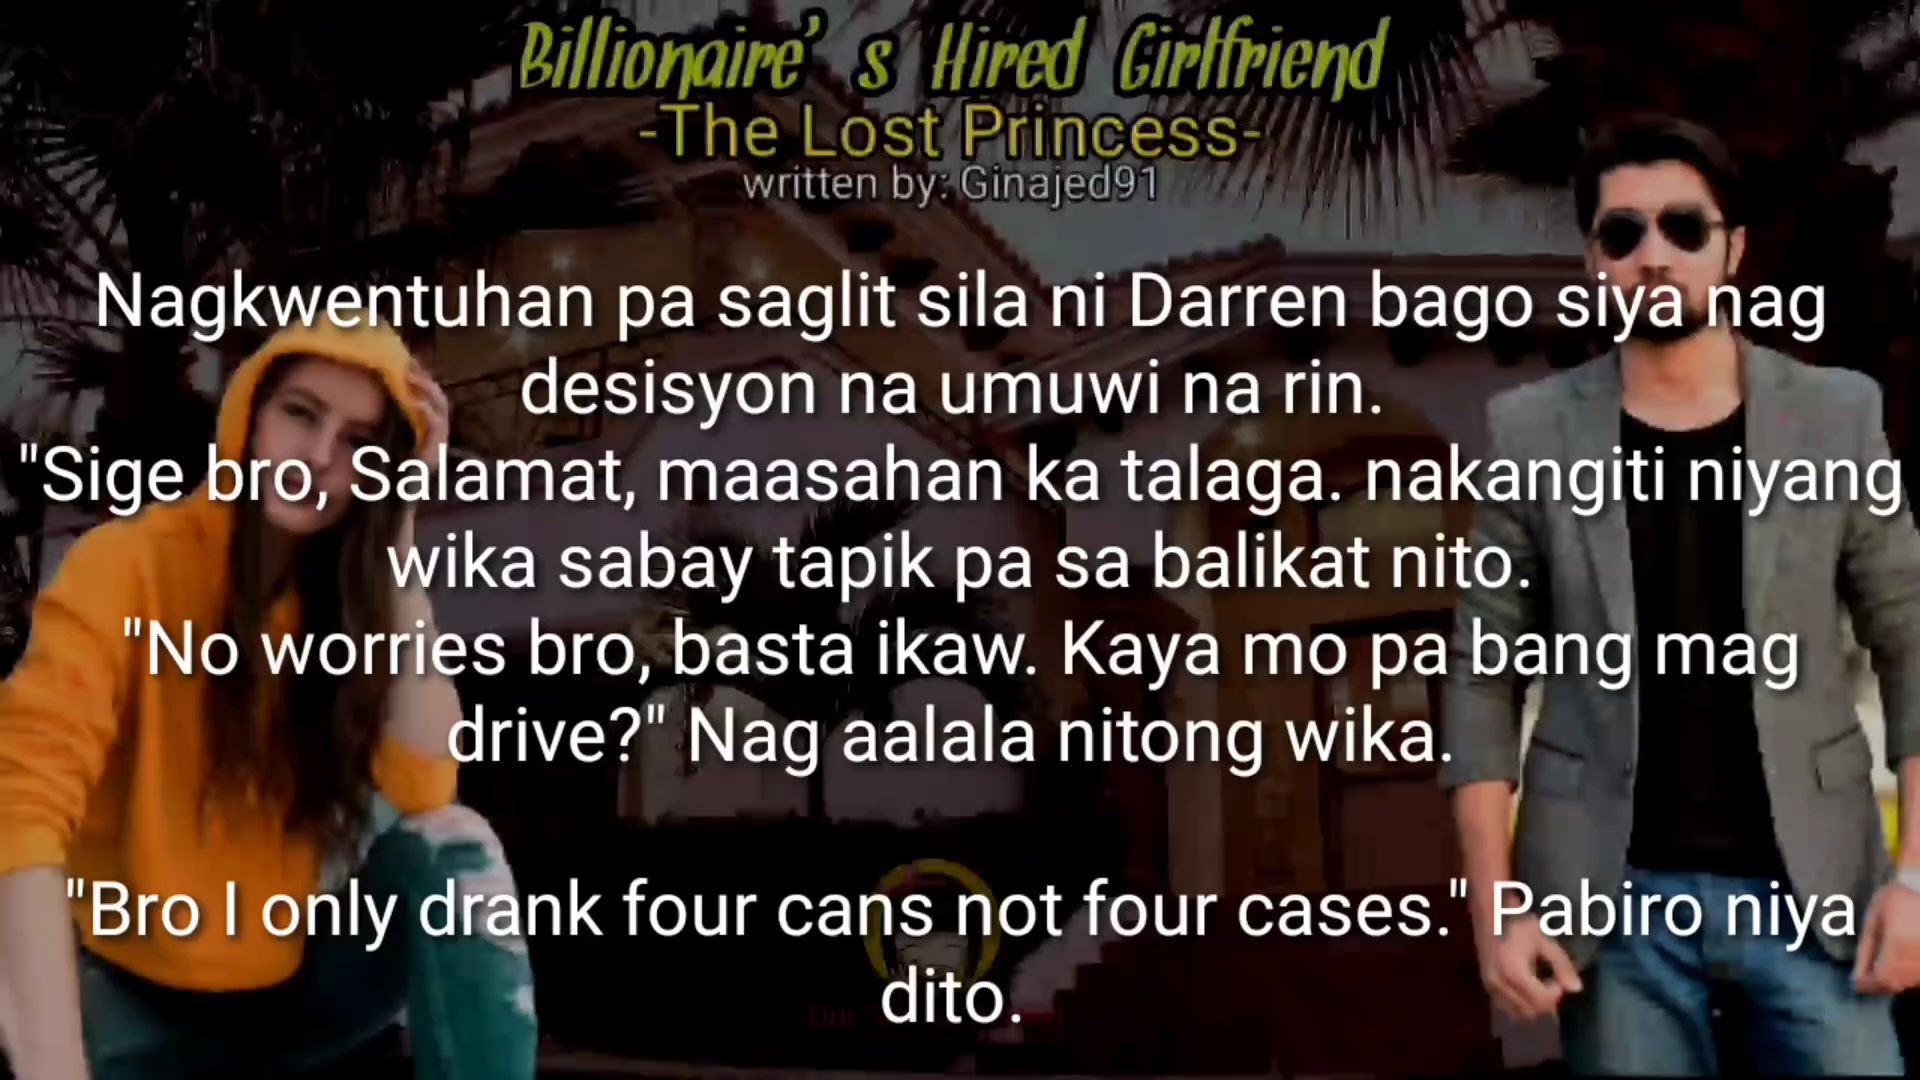 Billionaire's Hired Girlfriend
-The Lost Princess-
written by: Ginajed91
Nagkwentuhan pa saglit sila ni Darren bago siya nag
desisyon na umuwi na rin.
"Sige bro, Salamat, maasahan ka talaga. nakangiti niyang
wika sabay tapik pa sa balikat nito.
"No worries bro, basta ikaw. Kaya mo pa bang mag
drive?" Nag aalala nitong wika.
"Bro I only drank four cans not four cases." Pabiro niya
dito.